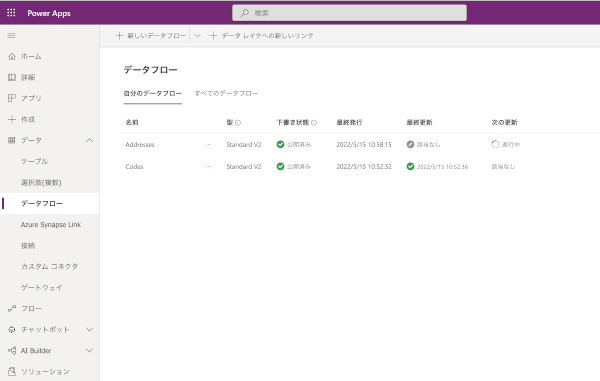 Power Apps
検索
新しいデータフロー
データ レイクへの新しいリンク
ホーム
詳細
アプリ
作成
データ
テーブル
選択肢(複数)
データフロー
Azure Synapse Link
接続
カスタム コネクタ
ゲートウェイ
フロー
チャットボット
AI Builder
ソリューション
データフロー
自分のデータフロー すべてのデータフロー
名前 型 下書き状態 最終発行 最終更新 次の更新
Addresses ... Standard V2 公開済み 2022/5/15 10:58:15 該当なし 進行中
Codes ... Standard V2 公開済み 2022/5/15 10:52:32 2022/5/15 10:52:36 該当なし